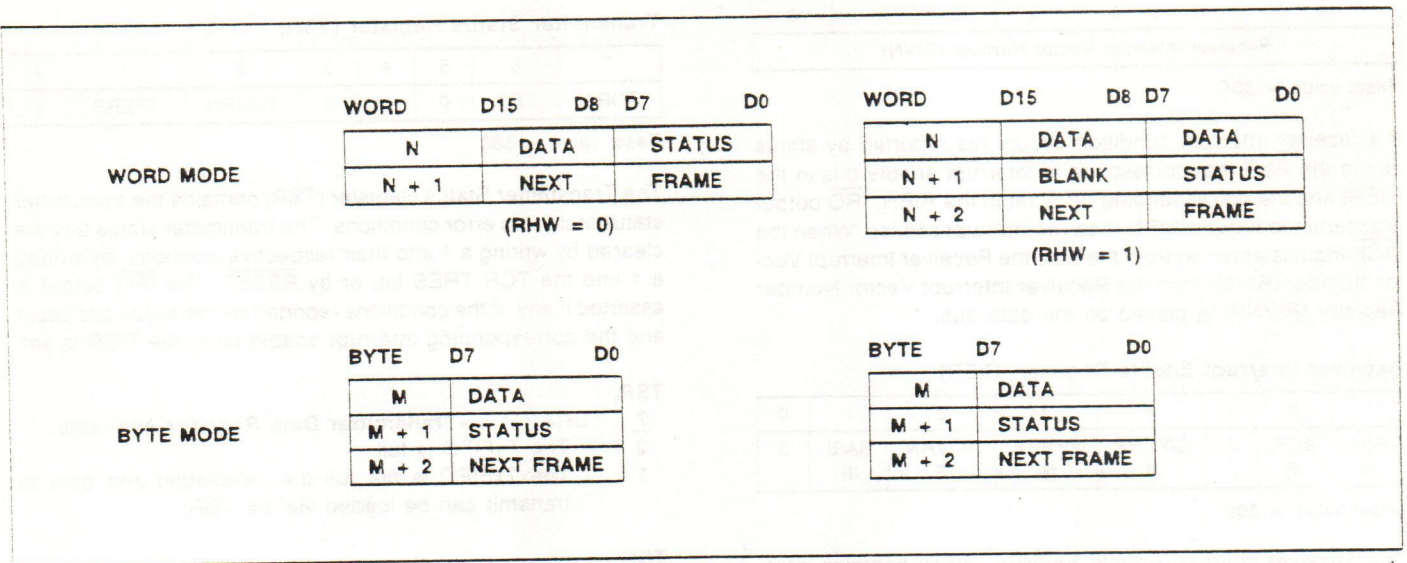 WORD D15 D8 D7 D0
WORD MODE
N DATA STATUS
N + 1 NEXT FRAME
(RHW = 0)
WORD D15 D8 D7 D0
N DATA DATA
N + 1 BLANK STATUS
N + 2 NEXT FRAME
(RHW = 1)
BYTE D7 D0
BYTE MODE
M DATA
M + 1 STATUS
M + 2 NEXT FRAME
BYTE D7 D0
M DATA
M + 1 STATUS
M + 2 NEXT FRAME